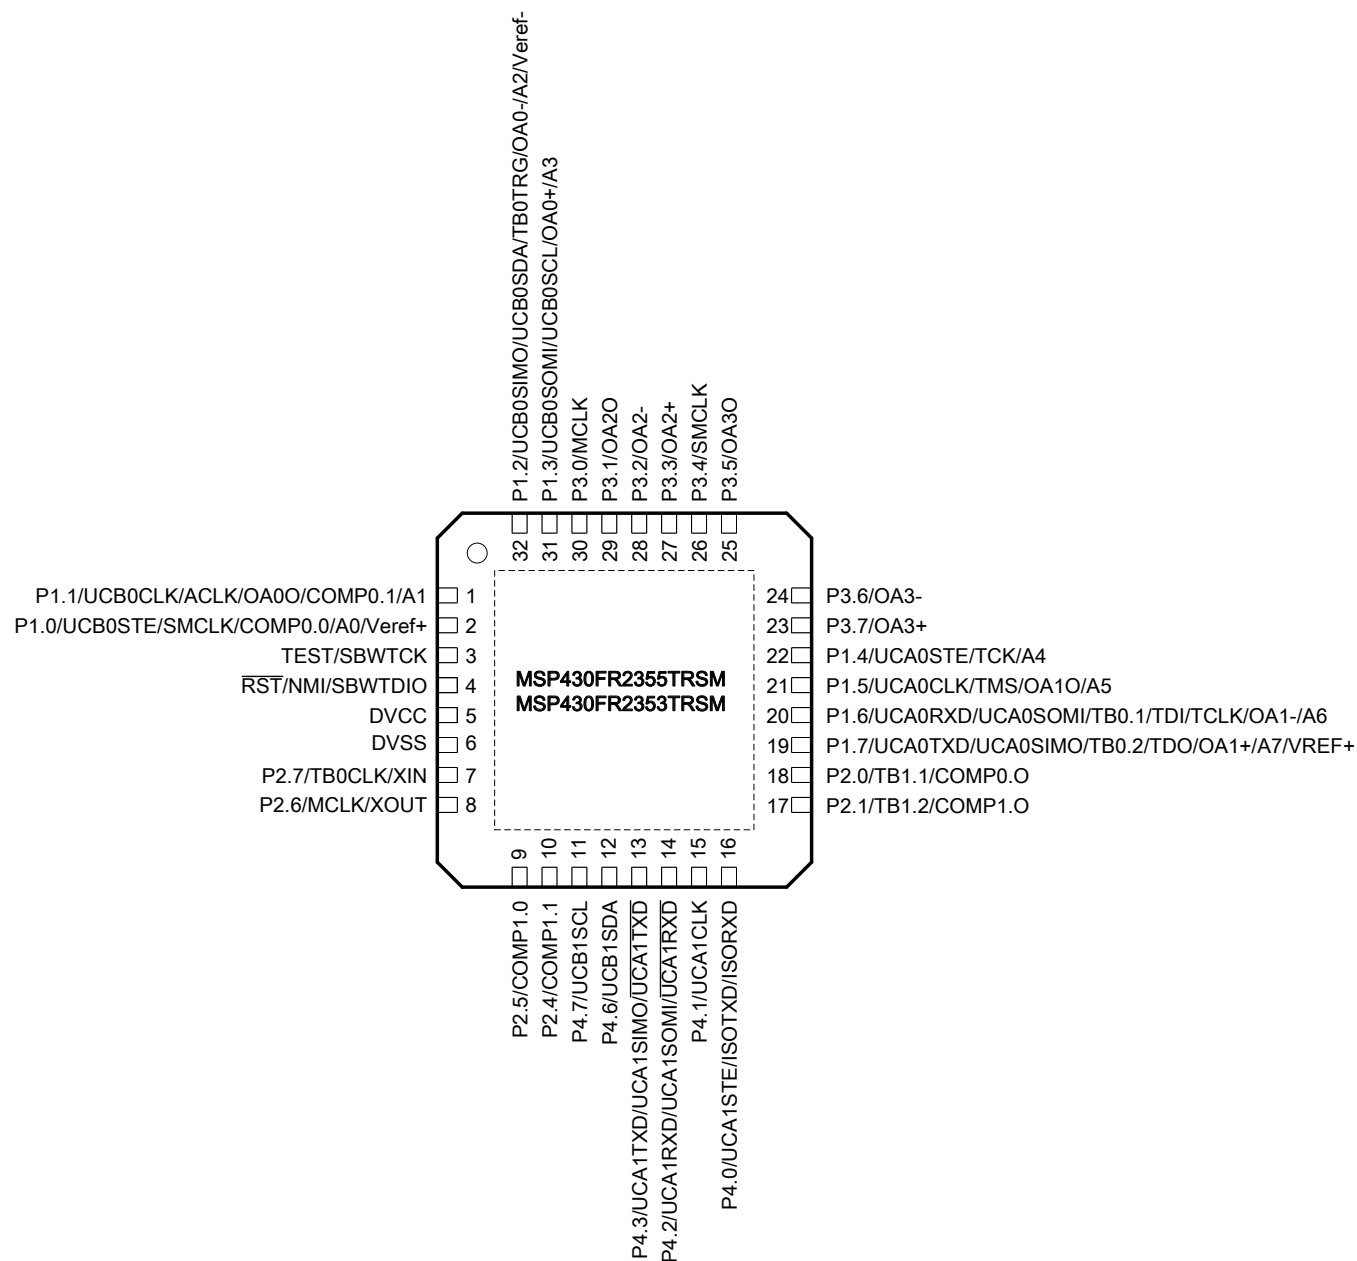 P1.2/UCB0SIMO/UCB0SDA/TB0TRG/OA0-/A2/Veref-
P1.3/UCB0SOMI/UCB0SCL/OA0+/A3
P3.0/MCLK
P3.1/OA2O
P3.2/OA2-
P3.3/OA2+
P3.4/SMCLK
P3.5/OA3O
32
31
30
29
28
27
26
25
P1.1/UCB0CLK/ACLK/OA0O/COMP0.1/A1
1
P1.0/UCB0STE/SMCLK/COMP0.0/A0/Veref+
2
TEST/SBWTCK
3
RST/NMI/SBWTDIO
4
DVCC
5
DVSS
6
P2.7/TB0CLK/XIN
7
P2.6/MCLK/XOUT
8
MSP430FR2355TRSM
MSP430FR2353TRSM
24
P3.6/OA3-
23
P3.7/OA3+
22
P1.4/UCA0STE/TCK/A4
21
P1.5/UCA0CLK/TMS/OA1O/A5
20
P1.6/UCA0RXD/UCA0SOMI/TB0.1/TDI/TCLK/OA1-/A6
19
P1.7/UCA0TXD/UCA0SIMO/TB0.2/TDO/OA1+/A7/VREF+
18
P2.0/TB1.1/COMP0.O
17
P2.1/TB1.2/COMP1.O
9
10
11
12
13
14
15
16
P2.5/COMP1.0
P2.4/COMP1.1
P4.7/UCB1SCL
P4.6/UCB1SDA
P4.3/UCA1TXD/UCA1SIMO/UCA1TXD
P4.2/UCA1RXD/UCA1SOMI/UCA1RXD
P4.1/UCA1CLK
P4.0/UCA1STE/ISOTXD/ISORXD